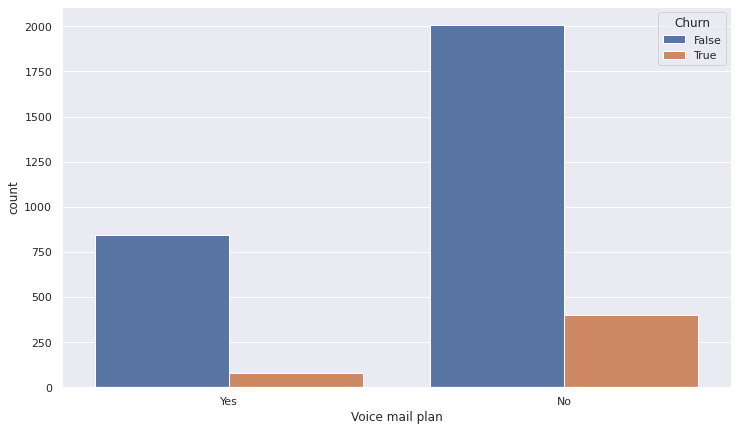 Churn
False
True
2000
1750
1500
1250
1000
750
500
250
0
count
Yes
No
Voice mail plan